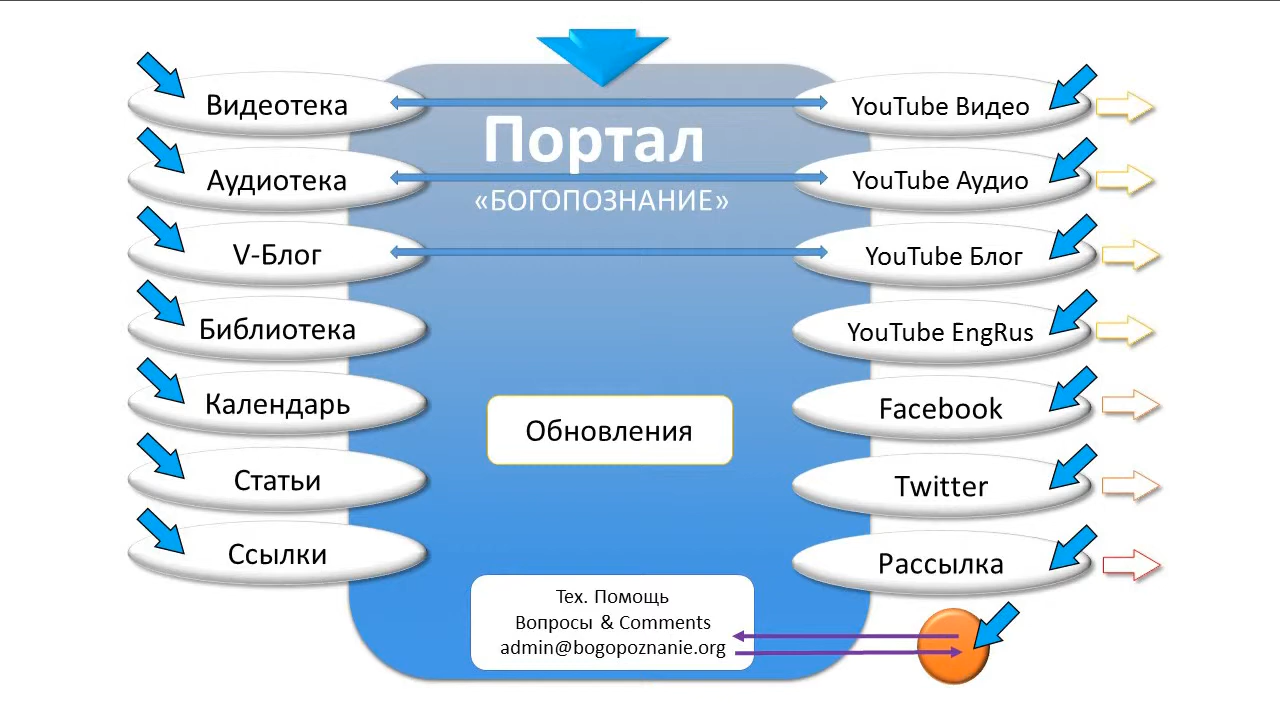 Портал
«БОГОПОЗНАНИЕ»
Видеотека
Аудиотека
V-Блог
Библиотека
Календарь
Статьи
Ссылки
Обновления
Тех. Помощь
Вопросы & Comments
admin@bogopoznanie.org
YouTube Видео
YouTube Аудио
YouTube Блог
YouTube EngRus
Facebook
Twitter
Рассылка